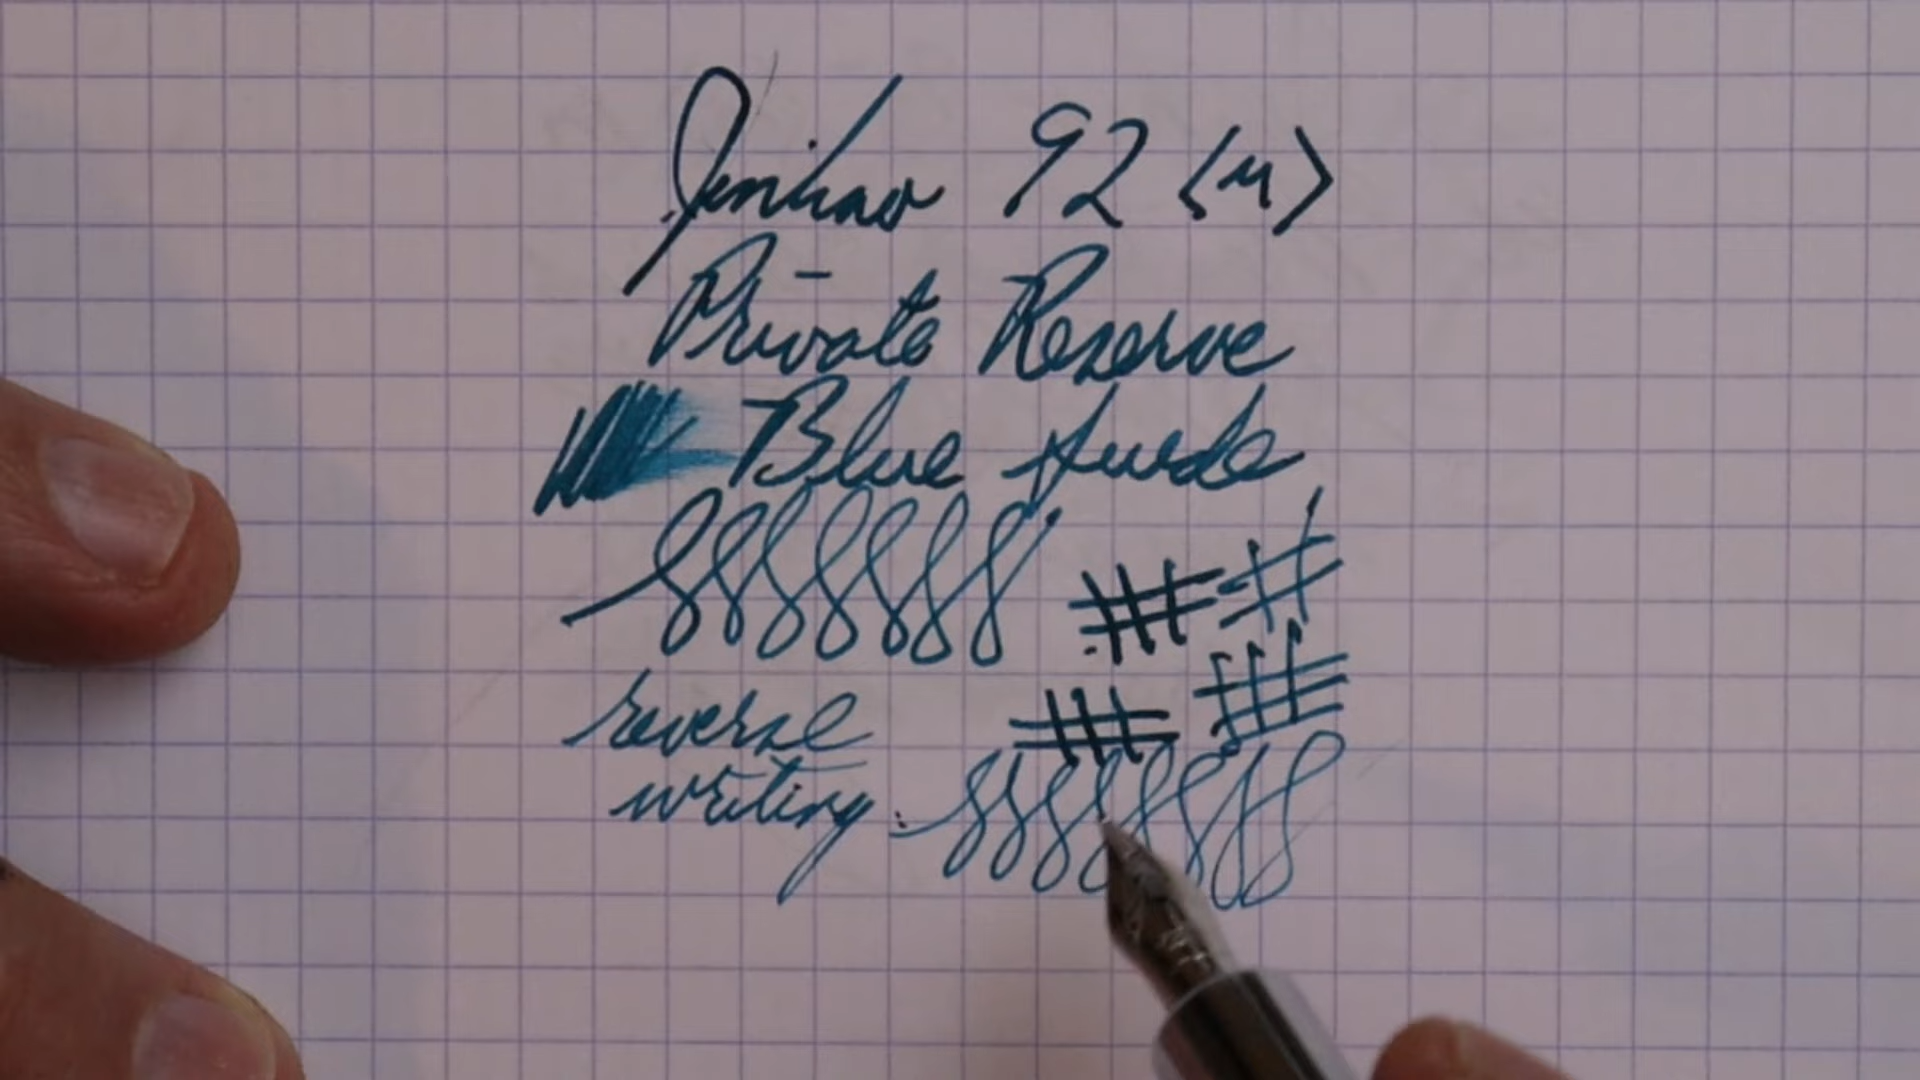 Jinhao 92 <M>
Private Reserve
Blue Suede
reverse
writing: